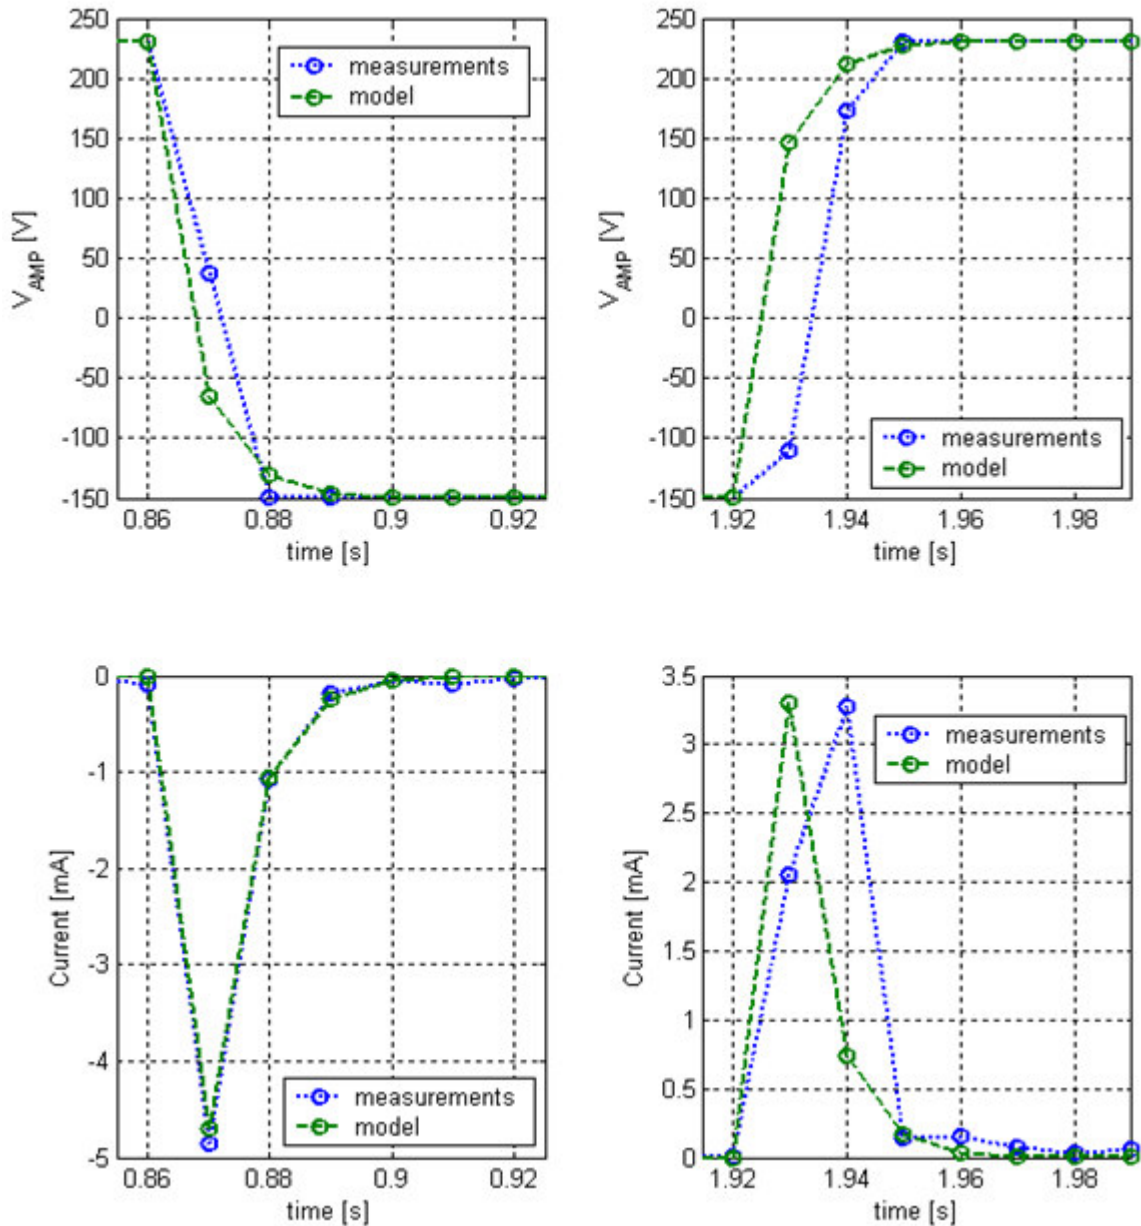 250
200
150
100
50
0
-50
-100
-150
V_AMP [V]
measurements
model
0.86 0.88 0.9 0.92
time [s]
250
200
150
100
50
0
-50
-100
-150
V_AMP [V]
measurements
model
1.92 1.94 1.96 1.98
time [s]
0
-1
-2
-3
-4
-5
Current [mA]
measurements
model
0.86 0.88 0.9 0.92
time [s]
3.5
3
2.5
2
1.5
1
0.5
0
Current [mA]
measurements
model
1.92 1.94 1.96 1.98
time [s]